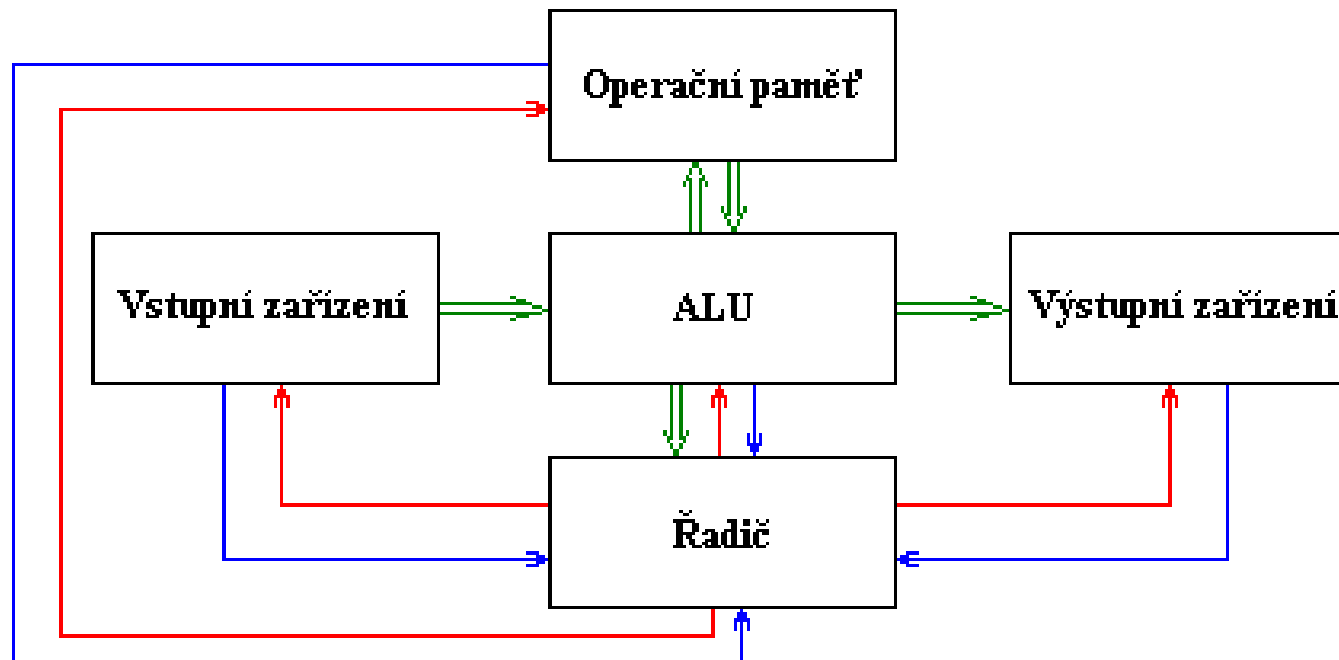 Operační paměť
Vstupní zařízení
ALU
Výstupní zařízení
Řadič